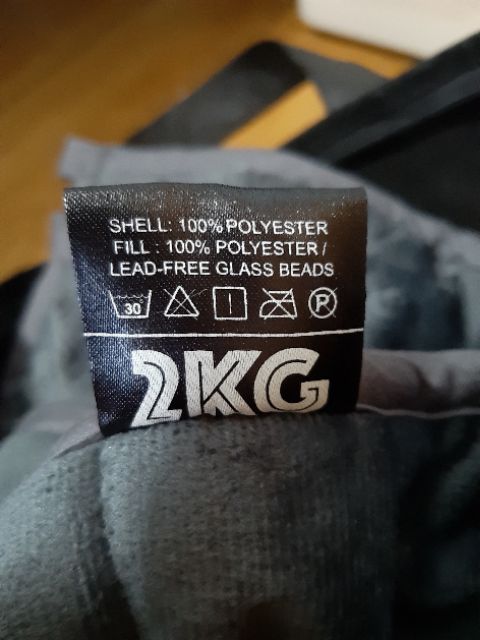 SHELL: 100% POLYESTER
FILL : 100% POLYESTER /
LEAD-FREE GLASS BEADS
30 P
2KG